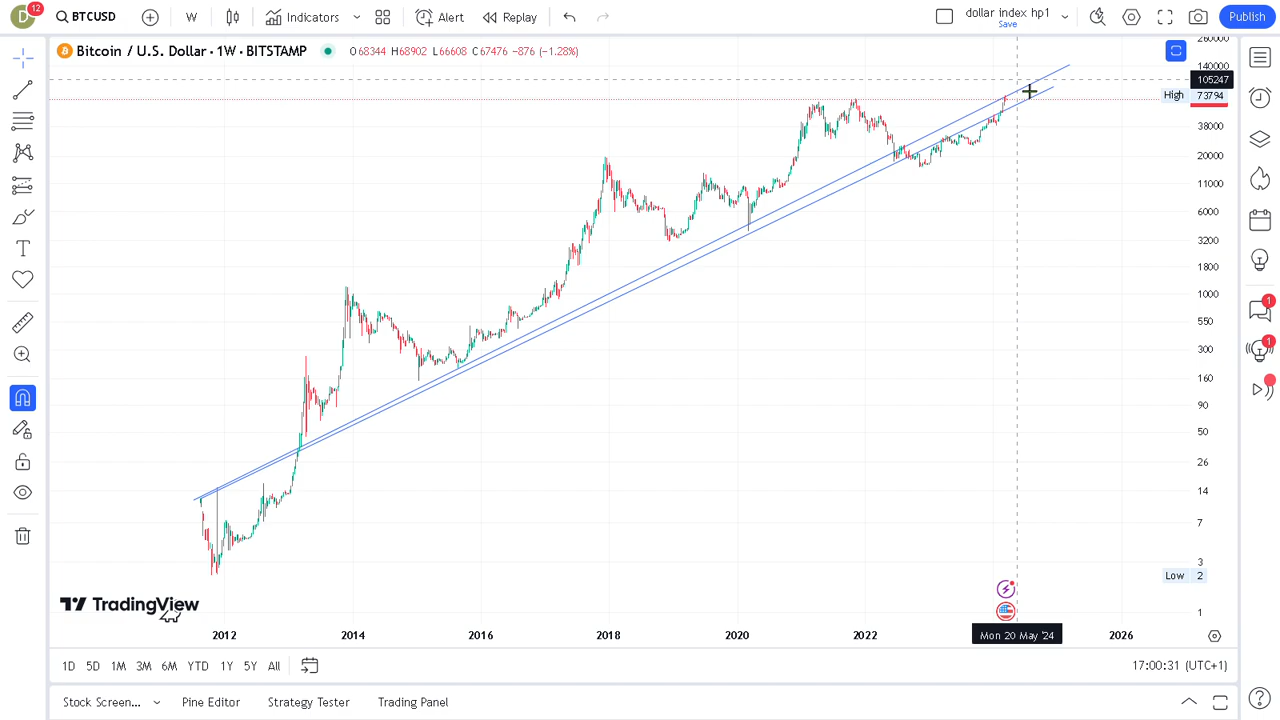 D 12 BTCUSD W Indicators Alert Replay dollar index hp1 Save Publish
Bitcoin / U.S. Dollar · 1W · BITSTAMP O68344 H68902 L66608 C67476 −876 (−1.28%)
260000
140000
105247
High 73794
38000
20000
11000
6000
3200
1800
1000
550
300
160
90
50
26
14
7
3
Low 2
1
TradingView
2012 2014 2016 2018 2020 2022 Mon 20 May '24 2026
1D 5D 1M 3M 6M YTD 1Y 5Y All 17:00:31 (UTC+1)
Stock Screen... Pine Editor Strategy Tester Trading Panel
1
1